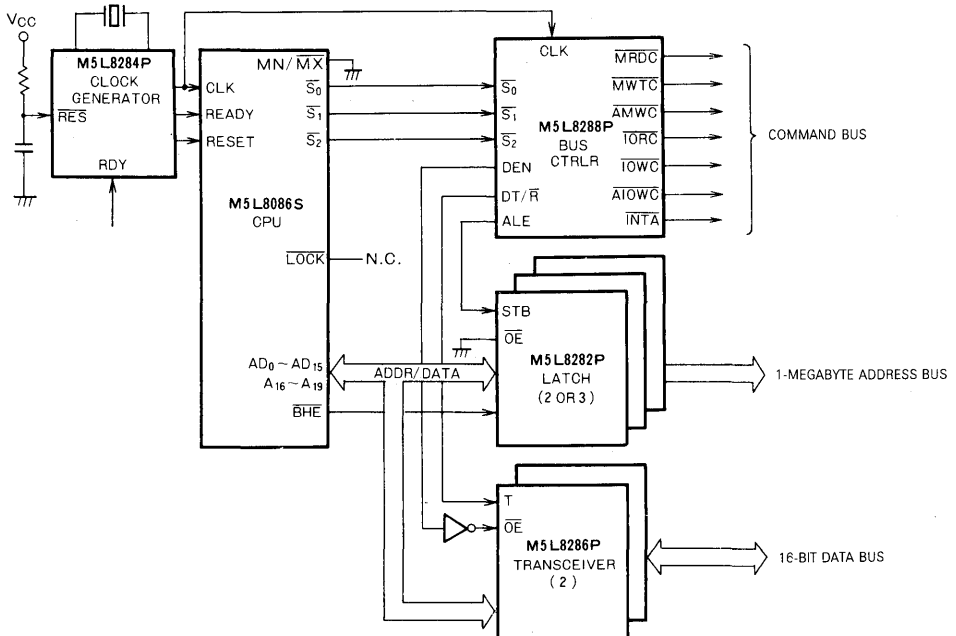 VCC
M5L8284P
CLOCK
GENERATOR
RES
RDY
MN/MX
CLK
READY
RESET
S0
S1
S2
M5L8086S
CPU
LOCK
N.C.
AD0~AD15
A16~A19
BHE
ADDR/DATA
CLK
S0
S1
S2
DEN
DT/R
ALE
M5L8288P
BUS
CTRLR
MRDC
MWTC
AMWC
IORC
IOWC
AIOWC
INTA
COMMAND BUS
STB
OE
M5L8282P
LATCH
(2 OR 3)
1-MEGABYTE ADDRESS BUS
T
OE
M5L8286P
TRANSCEIVER
(2)
16-BIT DATA BUS